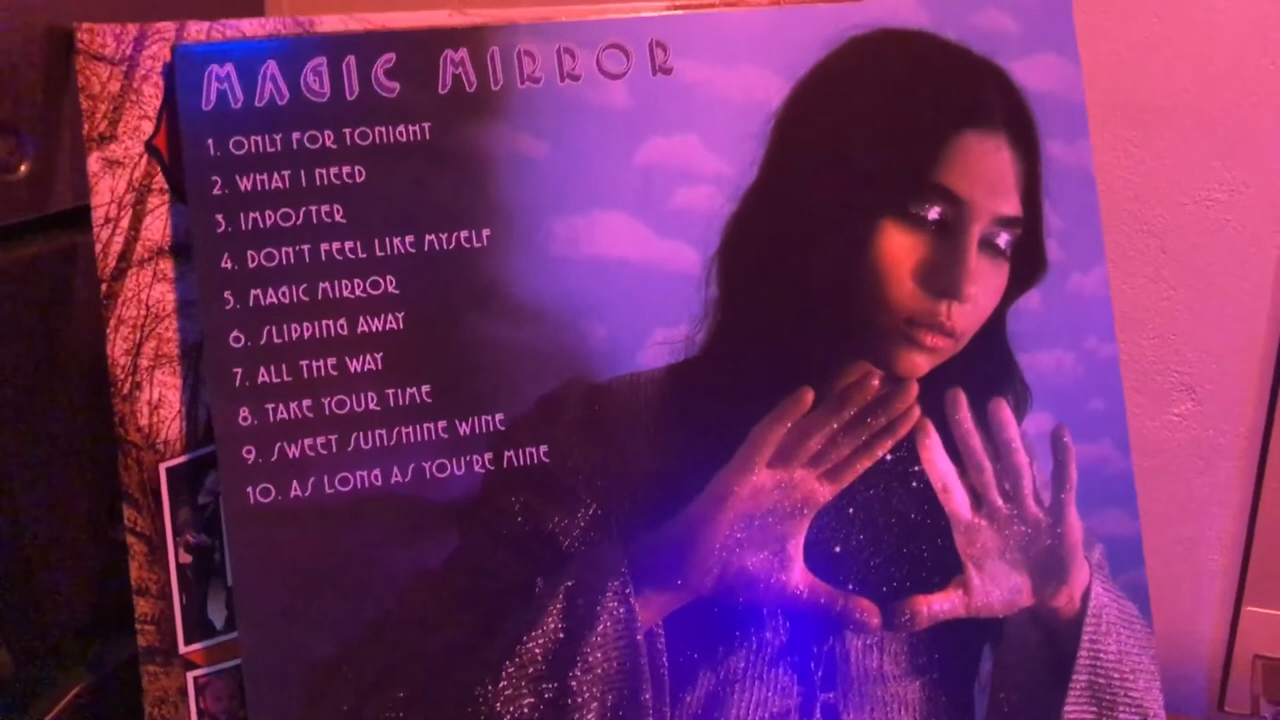 MAGIC MIRROR
1. ONLY FOR TONIGHT
2. WHAT I NEED
3. IMPOSTER
4. DON'T FEEL LIKE MYSELF
5. MAGIC MIRROR
6. SLIPPING AWAY
7. ALL THE WAY
8. TAKE YOUR TIME
9. SWEET SUNSHINE WINE
10. AS LONG AS YOU'RE MINE